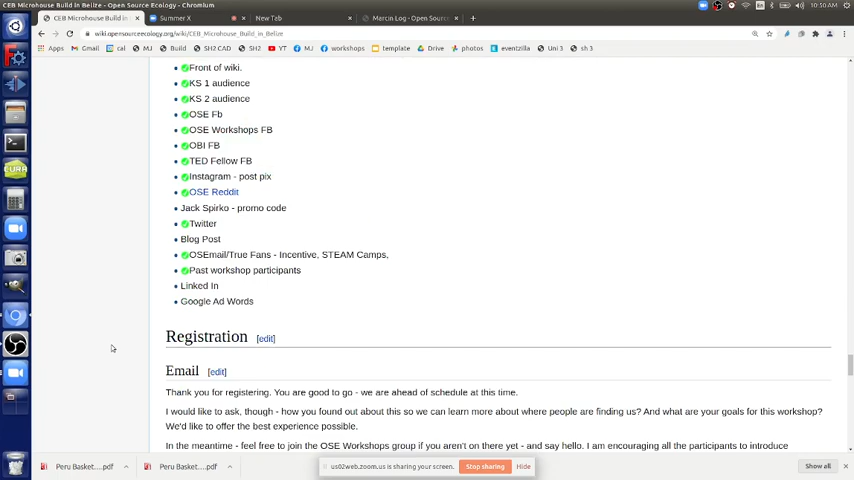 CEB Microhouse Build in Belize - Open Source Ecology - Chromium
10:50 AM
CEB Microhouse Build in
Summer X
New Tab
Marcin Log - Open Sourc
wiki.opensourceecology.org/wiki/CEB_Microhouse_Build_in_Belize
Apps
Gmail
cal
MJ
Build
SH2 CAD
SH2
YT
MJ
workshops
template
Drive
photos
eventzilla
Uni
sh 3
Front of wiki.
KS 1 audience
KS 2 audience
OSE Fb
OSE Workshops FB
OBI FB
TED Fellow FB
Instagram - post pix
OSE Reddit
Jack Spirko - promo code
Twitter
Blog Post
OSEmail/True Fans - Incentive, STEAM Camps,
Past workshop participants
Linked In
Google Ad Words
Registration [edit]
Email [edit]
Thank you for registering. You are good to go - we are ahead of schedule at this time.
I would like to ask, though - how you found out about this so we can learn more about where people are finding us? And what are your goals for this workshop?
We'd like to offer the best experience possible.
In the meantime - feel free to join the OSE Workshops group if you aren't on there yet - and say hello. I am encouraging all the participants to introduce
Peru Basket....pdf
Peru Basket....pdf
us02web.zoom.us is sharing your screen.
Stop sharing
Hide
Show all